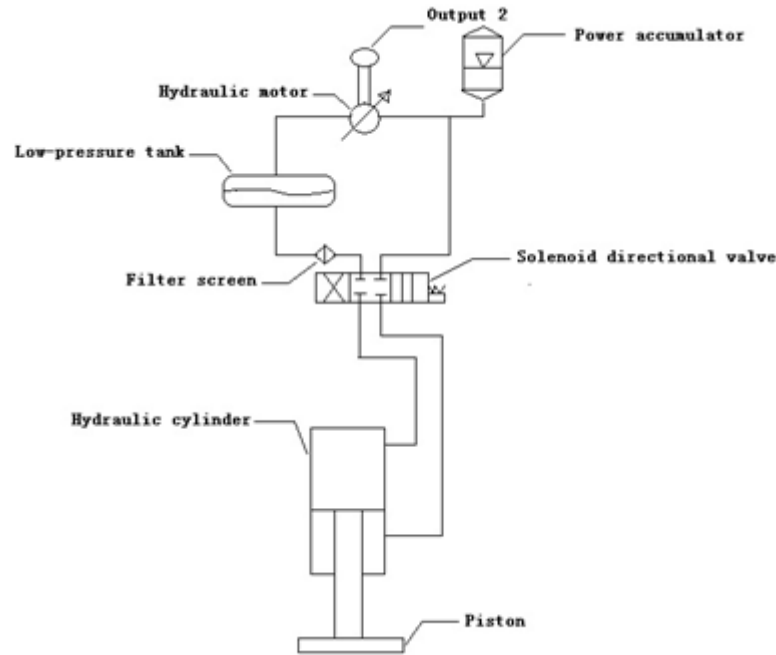 Output 2
Power accumulator
Hydraulic motor
Low-pressure tank
Solenoid directional valve
Filter screen
Hydraulic cylinder
Piston